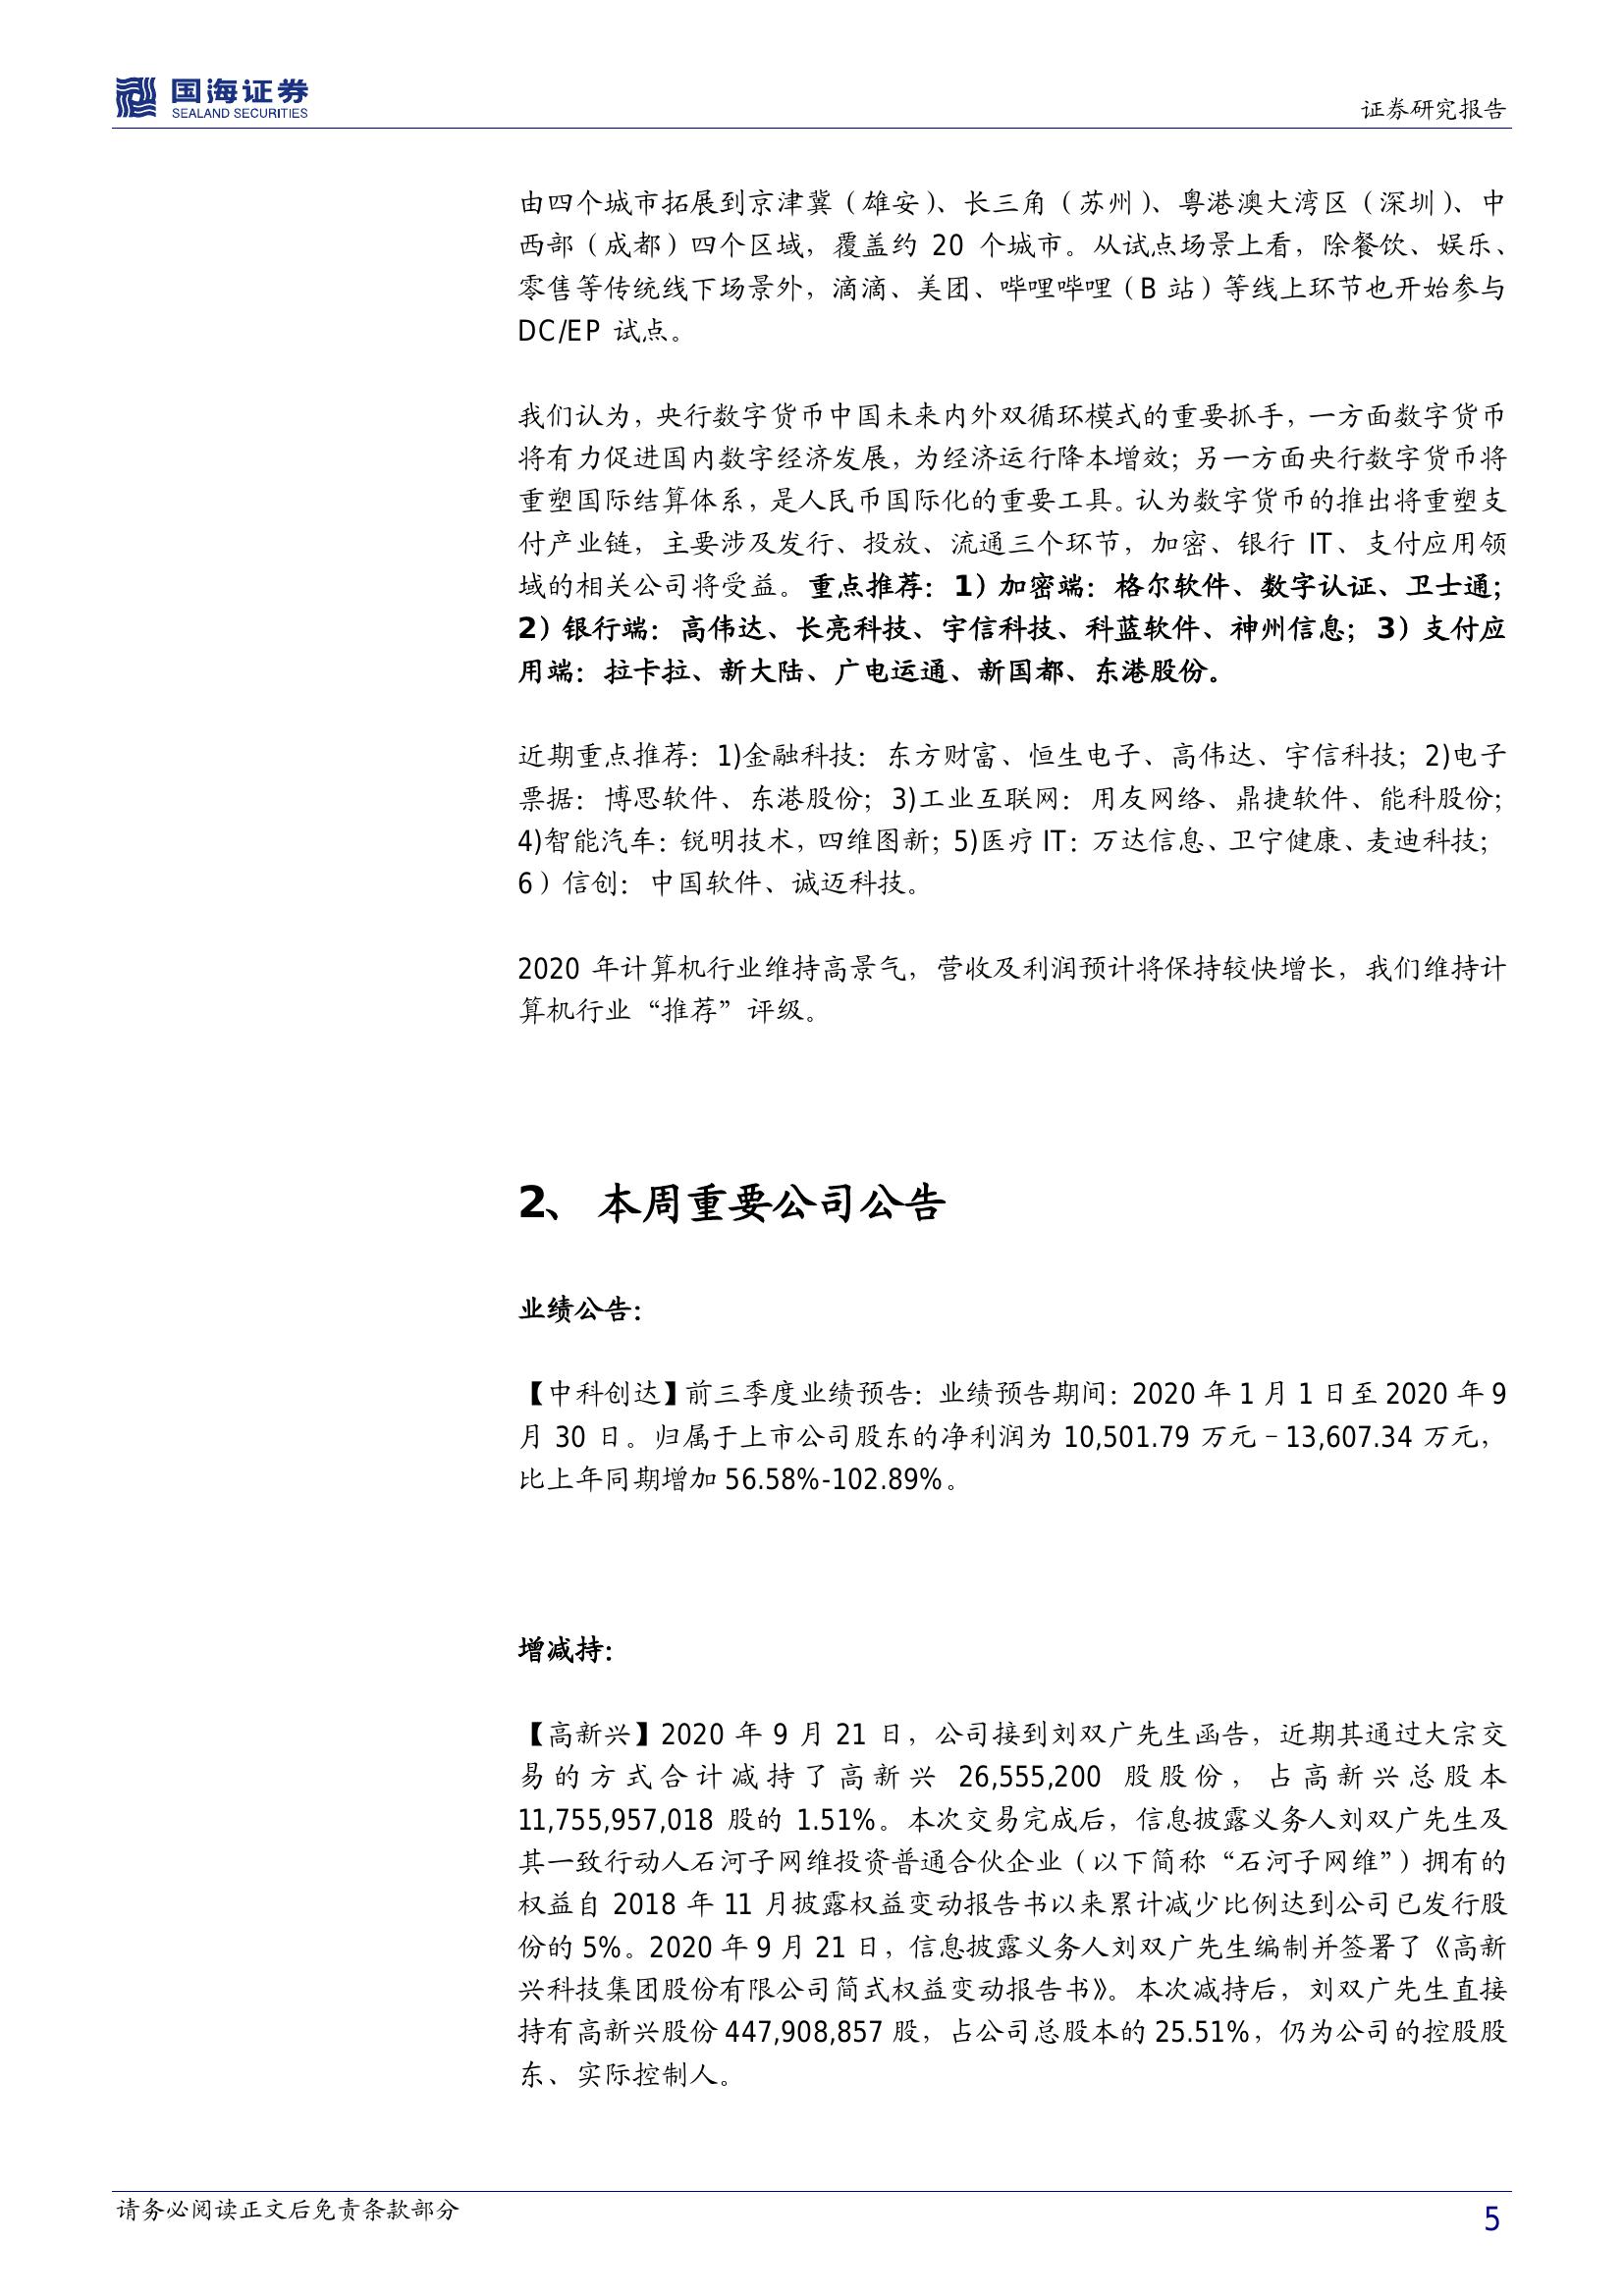 国海证券
SEALAND SECURITIES
证券研究报告
由四个城市拓展到京津冀（雄安）、长三角（苏州）、粤港澳大湾区（深圳）、中
西部（成都）四个区域，覆盖约 20 个城市。从试点场景上看，除餐饮、娱乐、
零售等传统线下场景外，滴滴、美团、哔哩哔哩（B 站）等线上环节也开始参与
DC/EP 试点。
我们认为，央行数字货币中国未来内外双循环模式的重要抓手，一方面数字货币
将有力促进国内数字经济发展，为经济运行降本增效；另一方面央行数字货币将
重塑国际结算体系，是人民币国际化的重要工具。认为数字货币的推出将重塑支
付产业链，主要涉及发行、投放、流通三个环节，加密、银行 IT、支付应用领
域的相关公司将受益。重点推荐：1）加密端：格尔软件、数字认证、卫士通；
2）银行端：高伟达、长亮科技、宇信科技、科蓝软件、神州信息；3）支付应
用端：拉卡拉、新大陆、广电运通、新国都、东港股份。
近期重点推荐：1)金融科技：东方财富、恒生电子、高伟达、宇信科技；2)电子
票据：博思软件、东港股份；3)工业互联网：用友网络、鼎捷软件、能科股份；
4)智能汽车：锐明技术，四维图新；5)医疗 IT：万达信息、卫宁健康、麦迪科技；
6）信创：中国软件、诚迈科技。
2020 年计算机行业维持高景气，营收及利润预计将保持较快增长，我们维持计
算机行业“推荐”评级。
2、 本周重要公司公告
业绩公告：
【中科创达】前三季度业绩预告：业绩预告期间：2020 年 1 月 1 日至 2020 年 9
月 30 日。归属于上市公司股东的净利润为 10,501.79 万元–13,607.34 万元，
比上年同期增加 56.58%-102.89%。
增减持：
【高新兴】2020 年 9 月 21 日，公司接到刘双广先生函告，近期其通过大宗交
易的方式合计减持了高新兴 26,555,200 股股份，占高新兴总股本
11,755,957,018 股的 1.51%。本次交易完成后，信息披露义务人刘双广先生及
其一致行动人石河子网维投资普通合伙企业（以下简称“石河子网维”）拥有的
权益自 2018 年 11 月披露权益变动报告书以来累计减少比例达到公司已发行股
份的 5%。2020 年 9 月 21 日，信息披露义务人刘双广先生编制并签署了《高新
兴科技集团股份有限公司简式权益变动报告书》。本次减持后，刘双广先生直接
持有高新兴股份 447,908,857 股，占公司总股本的 25.51%，仍为公司的控股股
东、实际控制人。
请务必阅读正文后免责条款部分
5